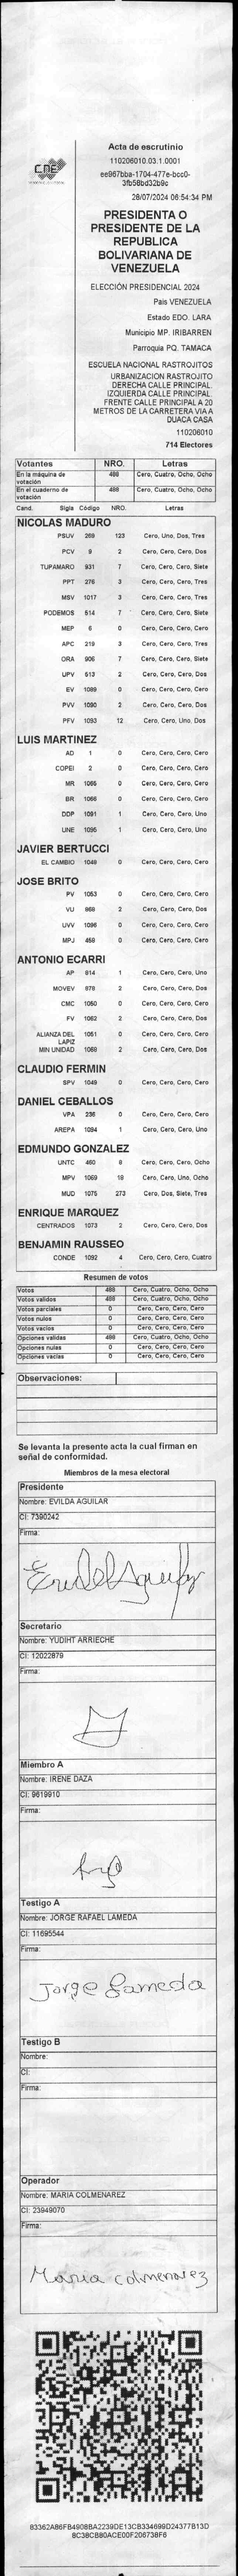 CNE
Acta de escrutinio
110206010.03.1.0001
ee967bba-1704-477e-bcc0-
3fb58bd32b9c
28/07/2024 06:54:34 PM
PRESIDENTA O
PRESIDENTE DE LA
REPUBLICA
BOLIVARIANA DE
VENEZUELA
ELECCIÓN PRESIDENCIAL 2024
Pais VENEZUELA
Estado EDO. LARA
Municipio MP. IRIBARREN
Parroquia PQ. TAMACA
ESCUELA NACIONAL RASTROJITOS
URBANIZACION RASTROJITO
DERECHA CALLE PRINCIPAL.
IZQUIERDA CALLE PRINCIPAL.
FRENTE CALLE PRINCIPAL A 20
METROS DE LA CARRETERA VIA A
DUACA CASA
110206010
714 Electores
Votantes NRO. Letras
En la máquina de votación 488 Cero, Cuatro, Ocho, Ocho
En el cuaderno de votación 488 Cero, Cuatro, Ocho, Ocho
Cand. Sigla Código NRO. Letras
NICOLAS MADURO
PSUV 269 123 Cero, Uno, Dos, Tres
PCV 9 2 Cero, Cero, Cero, Dos
TUPAMARO 931 7 Cero, Cero, Cero, Siete
PPT 276 3 Cero, Cero, Cero, Tres
MSV 1017 3 Cero, Cero, Cero, Tres
PODEMOS 514 7 Cero, Cero, Cero, Siete
MEP 6 0 Cero, Cero, Cero, Cero
APC 219 3 Cero, Cero, Cero, Tres
ORA 906 7 Cero, Cero, Cero, Siete
UPV 513 2 Cero, Cero, Cero, Dos
EV 1089 0 Cero, Cero, Cero, Cero
PVV 1090 2 Cero, Cero, Cero, Dos
PFV 1093 12 Cero, Cero, Uno, Dos
LUIS MARTINEZ
AD 1 0 Cero, Cero, Cero, Cero
COPEI 2 0 Cero, Cero, Cero, Cero
MR 1065 0 Cero, Cero, Cero, Cero
BR 1066 0 Cero, Cero, Cero, Cero
DDP 1091 1 Cero, Cero, Cero, Uno
UNE 1095 1 Cero, Cero, Cero, Uno
JAVIER BERTUCCI
EL CAMBIO 1048 0 Cero, Cero, Cero, Cero
JOSE BRITO
PV 1053 0 Cero, Cero, Cero, Cero
VU 868 2 Cero, Cero, Cero, Dos
UVV 1096 0 Cero, Cero, Cero, Cero
MPJ 458 0 Cero, Cero, Cero, Cero
ANTONIO ECARRI
AP 814 1 Cero, Cero, Cero, Uno
MOVEV 878 2 Cero, Cero, Cero, Dos
CMC 1050 0 Cero, Cero, Cero, Cero
FV 1062 2 Cero, Cero, Cero, Dos
ALIANZA DEL LAPIZ 1051 0 Cero, Cero, Cero, Cero
MIN UNIDAD 1068 2 Cero, Cero, Cero, Dos
CLAUDIO FERMIN
SPV 1049 0 Cero, Cero, Cero, Cero
DANIEL CEBALLOS
VPA 236 0 Cero, Cero, Cero, Cero
AREPA 1094 1 Cero, Cero, Cero, Uno
EDMUNDO GONZALEZ
UNTC 460 8 Cero, Cero, Cero, Ocho
MPV 1069 18 Cero, Cero, Uno, Ocho
MUD 1075 273 Cero, Dos, Siete, Tres
ENRIQUE MARQUEZ
CENTRADOS 1073 2 Cero, Cero, Cero, Dos
BENJAMIN RAUSSEO
CONDE 1092 4 Cero, Cero, Cero, Cuatro
Resumen de votos
Votos 488 Cero, Cuatro, Ocho, Ocho
Votos validos 488 Cero, Cuatro, Ocho, Ocho
Votos parciales 0 Cero, Cero, Cero, Cero
Votos nulos 0 Cero, Cero, Cero, Cero
Votos vacios 0 Cero, Cero, Cero, Cero
Opciones validas 488 Cero, Cuatro, Ocho, Ocho
Opciones nulas 0 Cero, Cero, Cero, Cero
Opciones vacias 0 Cero, Cero, Cero, Cero
Observaciones:
Se levanta la presente acta la cual firman en
señal de conformidad.
Miembros de la mesa electoral
Presidente
Nombre: EVILDA AGUILAR
CI: 7390242
Firma:
Secretario
Nombre: YUDIHT ARRIECHE
CI: 12022879
Firma:
Miembro A
Nombre: IRENE DAZA
CI: 9619910
Firma:
Testigo A
Nombre: JORGE RAFAEL LAMEDA
CI: 11695544
Firma:
Jorge Lameda
Testigo B
Nombre:
CI:
Firma:
Operador
Nombre: MARIA COLMENAREZ
CI: 23949070
Firma:
Maria colmenarez
83362A86FB4908BA2239DE13CB334699D24377B13D
8C38CB80ACE00F206738F6